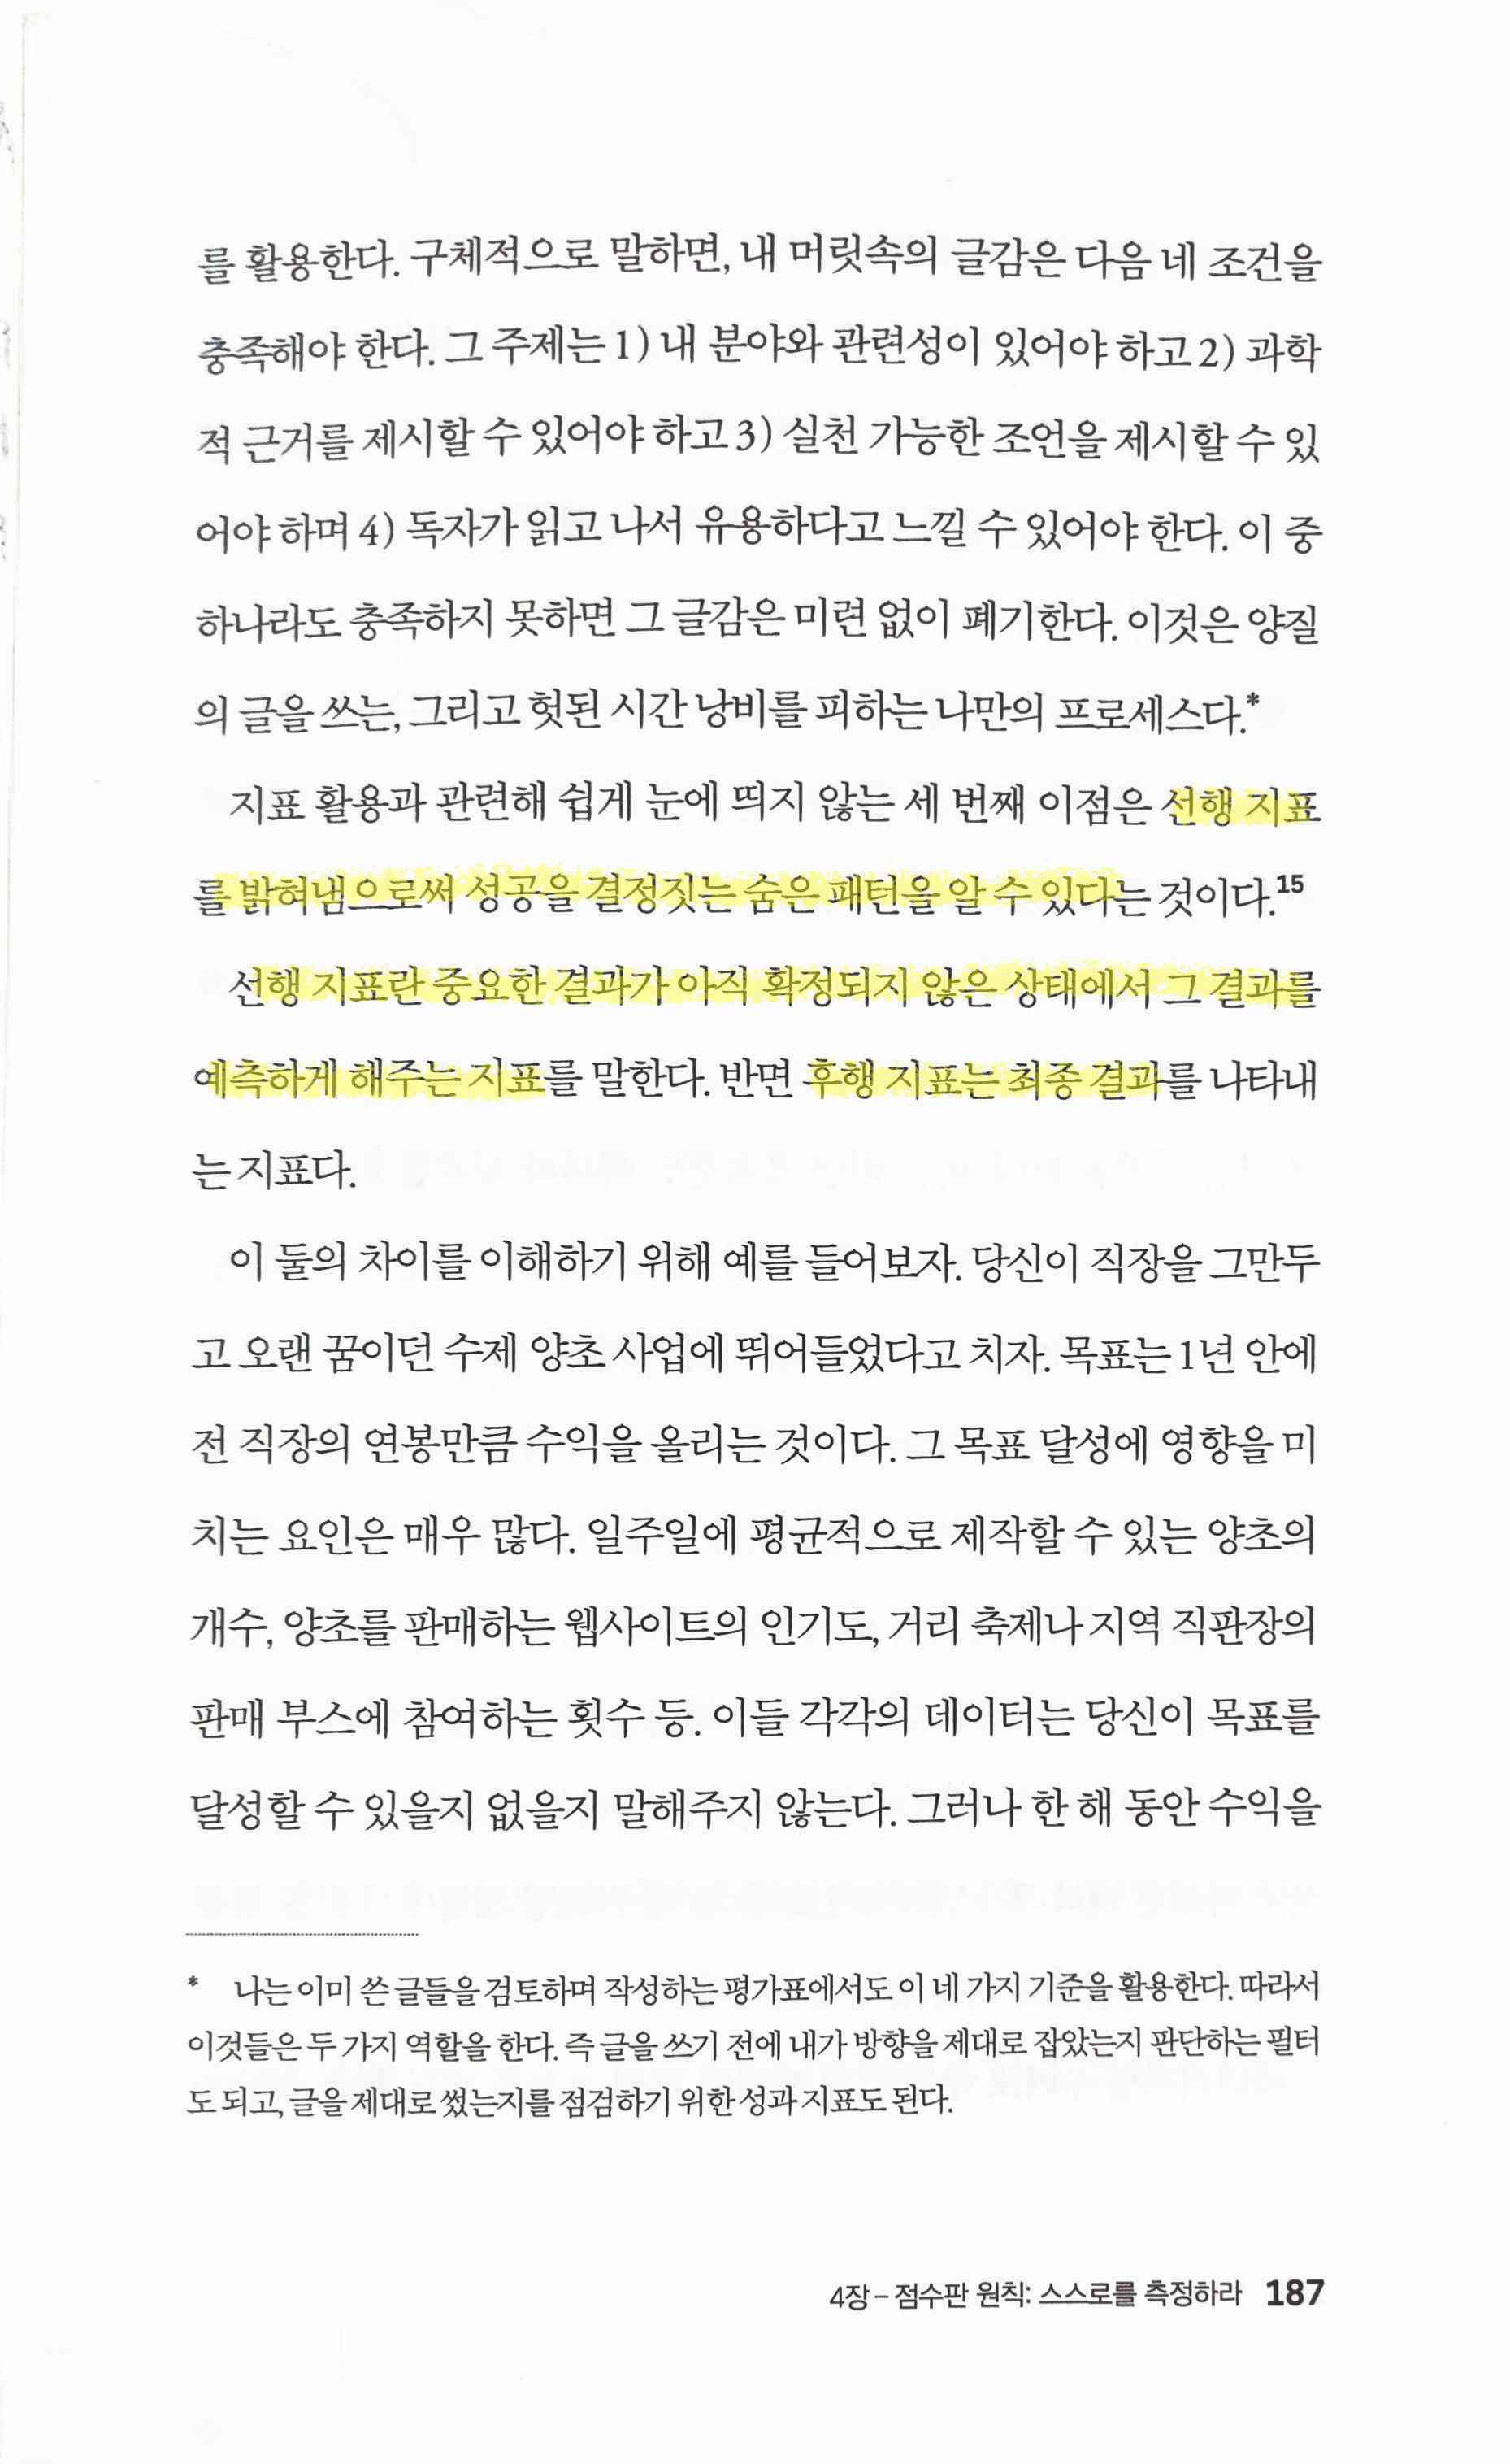 를 활용한다. 구체적으로 말하면, 내 머릿속의 글감은 다음 네 조건을
충족해야 한다. 그 주제는 1) 내 분야와 관련성이 있어야 하고 2) 과학
적 근거를 제시할 수 있어야 하고 3) 실천 가능한 조언을 제시할 수 있
어야 하며 4) 독자가 읽고 나서 유용하다고 느낄 수 있어야 한다. 이 중
하나라도 충족하지 못하면 그 글감은 미련 없이 폐기한다. 이것은 양질
의 글을 쓰는, 그리고 헛된 시간 낭비를 피하는 나만의 프로세스다.*
지표 활용과 관련해 쉽게 눈에 띄지 않는 세 번째 이점은 선행 지표
를 밝혀냄으로써 성공을 결정짓는 숨은 패턴을 알 수 있다는 것이다.15
선행 지표란 중요한 결과가 아직 확정되지 않은 상태에서 그 결과를
예측하게 해주는 지표를 말한다. 반면 후행 지표는 최종 결과를 나타내
는 지표다.
이 둘의 차이를 이해하기 위해 예를 들어보자. 당신이 직장을 그만두
고 오랜 꿈이던 수제 양초 사업에 뛰어들었다고 치자. 목표는 1년 안에
전 직장의 연봉만큼 수익을 올리는 것이다. 그 목표 달성에 영향을 미
치는 요인은 매우 많다. 일주일에 평균적으로 제작할 수 있는 양초의
개수, 양초를 판매하는 웹사이트의 인기도, 거리 축제나 지역 직판장의
판매 부스에 참여하는 횟수 등. 이들 각각의 데이터는 당신이 목표를
달성할 수 있을지 없을지 말해주지 않는다. 그러나 한 해 동안 수익을
* 나는 이미 쓴 글들을 검토하며 작성하는 평가표에서도 이 네 가지 기준을 활용한다. 따라서
이것들은 두 가지 역할을 한다. 즉 글을 쓰기 전에 내가 방향을 제대로 잡았는지 판단하는 필터
도 되고, 글을 제대로 썼는지를 점검하기 위한 성과 지표도 된다.
4장 – 점수판 원칙: 스스로를 측정하라 187